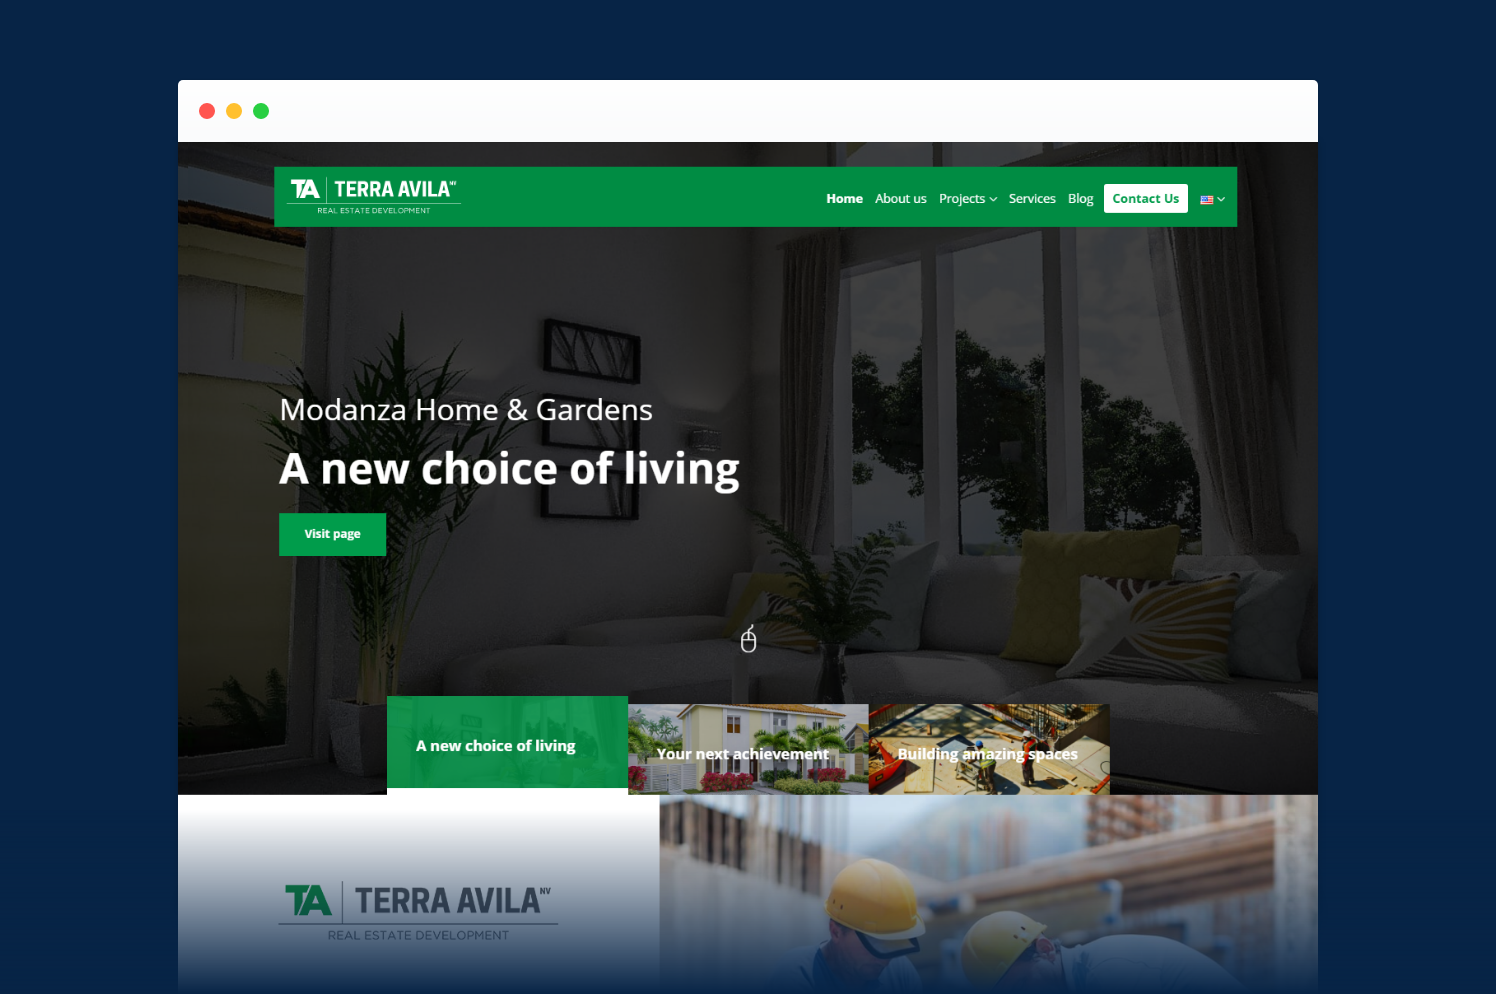 TA TERRA AVILA NV
REAL ESTATE DEVELOPMENT
Home About us Projects Services Blog Contact Us
Modanza Home & Gardens
A new choice of living
Visit page
A new choice of living
Your next achievement
Building amazing spaces
TA TERRA AVILA NV
REAL ESTATE DEVELOPMENT